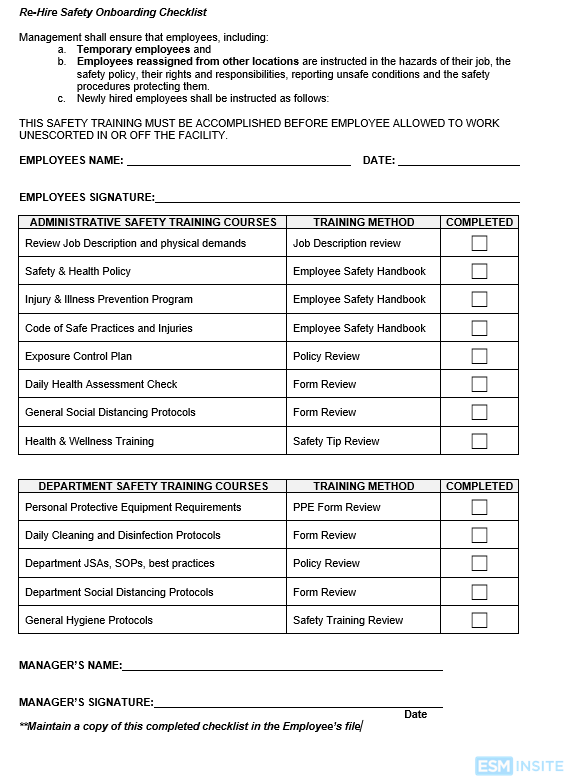 Re-Hire Safety Onboarding Checklist
Management shall ensure that employees, including:
a. Temporary employees and
b. Employees reassigned from other locations are instructed in the hazards of their job, the
safety policy, their rights and responsibilities, reporting unsafe conditions and the safety
procedures protecting them.
c. Newly hired employees shall be instructed as follows:
THIS SAFETY TRAINING MUST BE ACCOMPLISHED BEFORE EMPLOYEE ALLOWED TO WORK
UNESCORTED IN OR OFF THE FACILITY.
EMPLOYEES NAME: DATE:
EMPLOYEES SIGNATURE:
ADMINISTRATIVE SAFETY TRAINING COURSES TRAINING METHOD COMPLETED
Review Job Description and physical demands Job Description review
Safety & Health Policy Employee Safety Handbook
Injury & Illness Prevention Program Employee Safety Handbook
Code of Safe Practices and Injuries Employee Safety Handbook
Exposure Control Plan Policy Review
Daily Health Assessment Check Form Review
General Social Distancing Protocols Form Review
Health & Wellness Training Safety Tip Review
DEPARTMENT SAFETY TRAINING COURSES TRAINING METHOD COMPLETED
Personal Protective Equipment Requirements PPE Form Review
Daily Cleaning and Disinfection Protocols Form Review
Department JSAs, SOPs, best practices Policy Review
Department Social Distancing Protocols Form Review
General Hygiene Protocols Safety Training Review
MANAGER'S NAME:
MANAGER'S SIGNATURE:
Date
**Maintain a copy of this completed checklist in the Employee's file
ESM INSITE